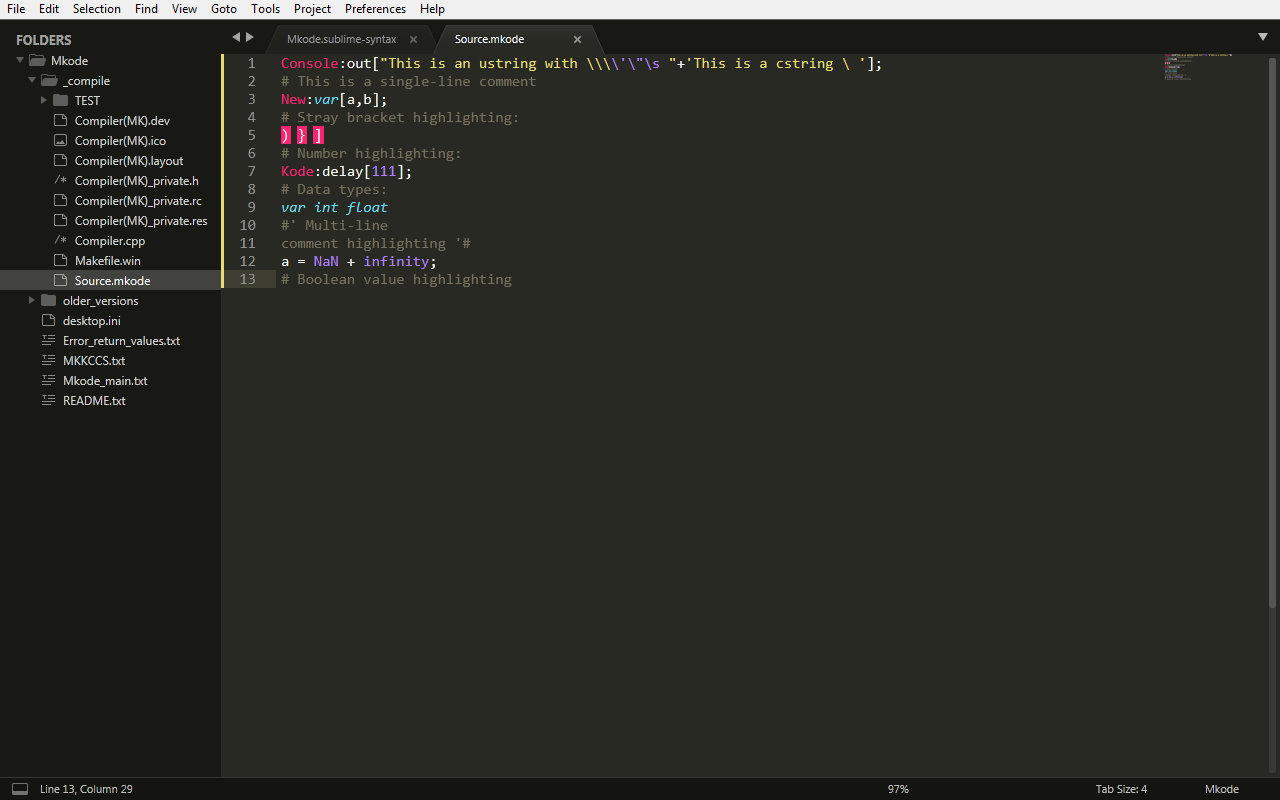 File Edit Selection Find View Goto Tools Project Preferences Help
FOLDERS
Mkode
_compile
TEST
Compiler(MK).dev
Compiler(MK).ico
Compiler(MK).layout
/* Compiler(MK)_private.h
Compiler(MK)_private.rc
Compiler(MK)_private.res
/* Compiler.cpp
Makefile.win
Source.mkode
older_versions
desktop.ini
Error_return_values.txt
MKKCCS.txt
Mkode_main.txt
README.txt
Mkode.sublime-syntax × Source.mkode ×
1 Console:out["This is an ustring with \\\\'\"\s "+'This is a cstring \ '];
2 # This is a single-line comment
3 New:var[a,b];
4 # Stray bracket highlighting:
5 ) } ]
6 # Number highlighting:
7 Kode:delay[111];
8 # Data types:
9 var int float
10 #' Multi-line
11 comment highlighting '#
12 a = NaN + infinity;
13 # Boolean value highlighting
Line 13, Column 29 97% Tab Size: 4 Mkode